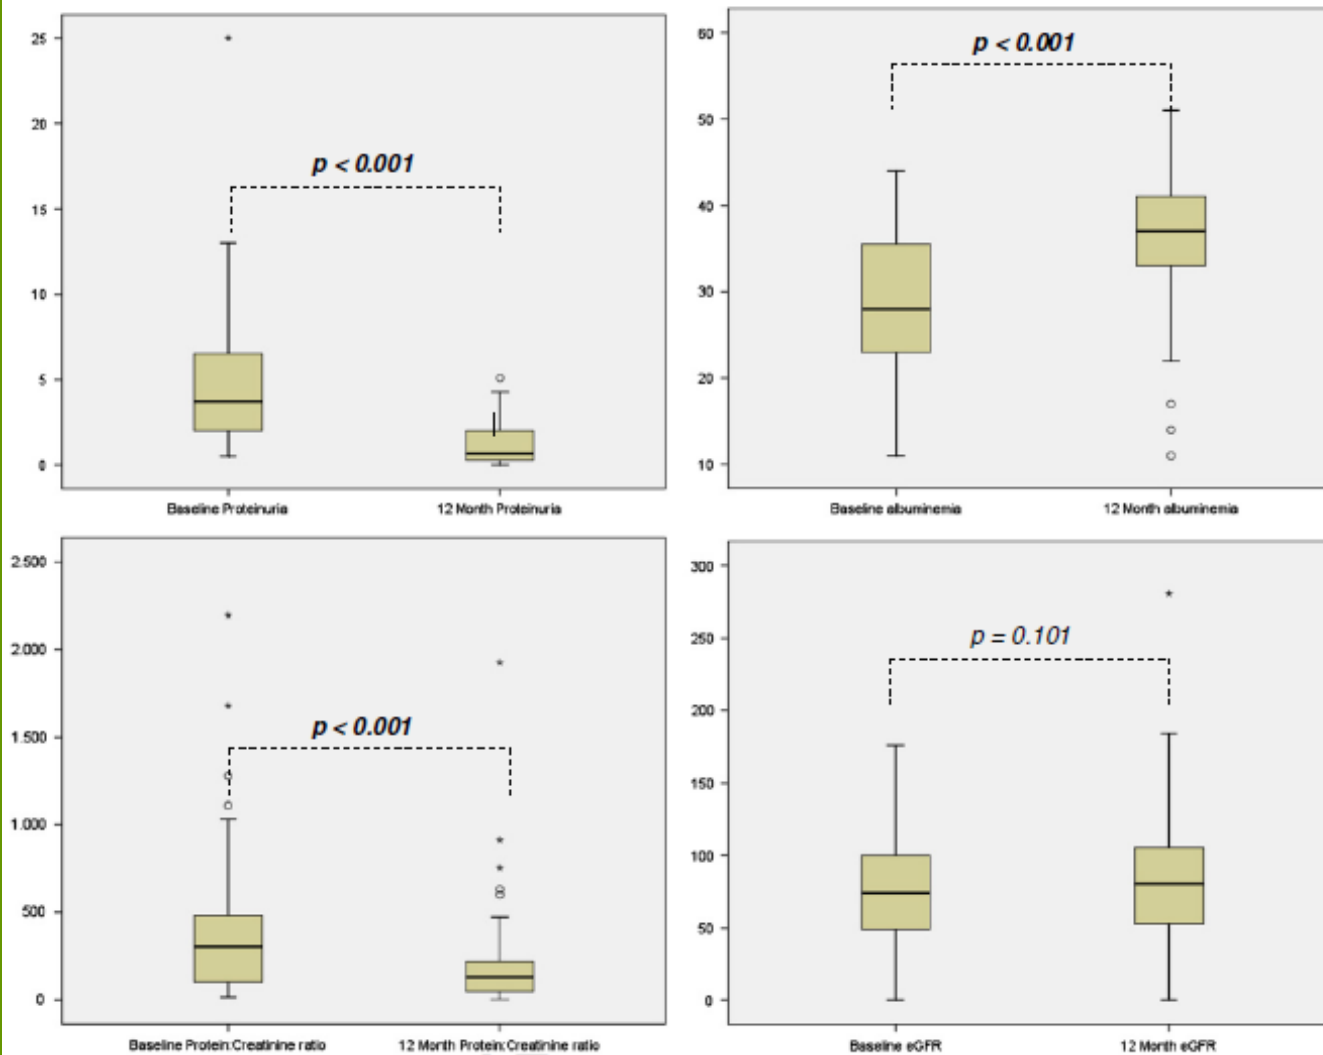 25
20
15
10
5
0
p < 0.001
Baseline Proteinuria
12 Month Proteinuria
60
50
40
30
20
10
p < 0.001
Baseline albuminemia
12 Month albuminemia
2.500
2.000
1.500
1.000
500
0
p < 0.001
Baseline Protein:Creatinine ratio
12 Month Protein:Creatinine ratio
300
250
200
150
100
50
0
p = 0.101
Baseline eGFR
12 Month eGFR